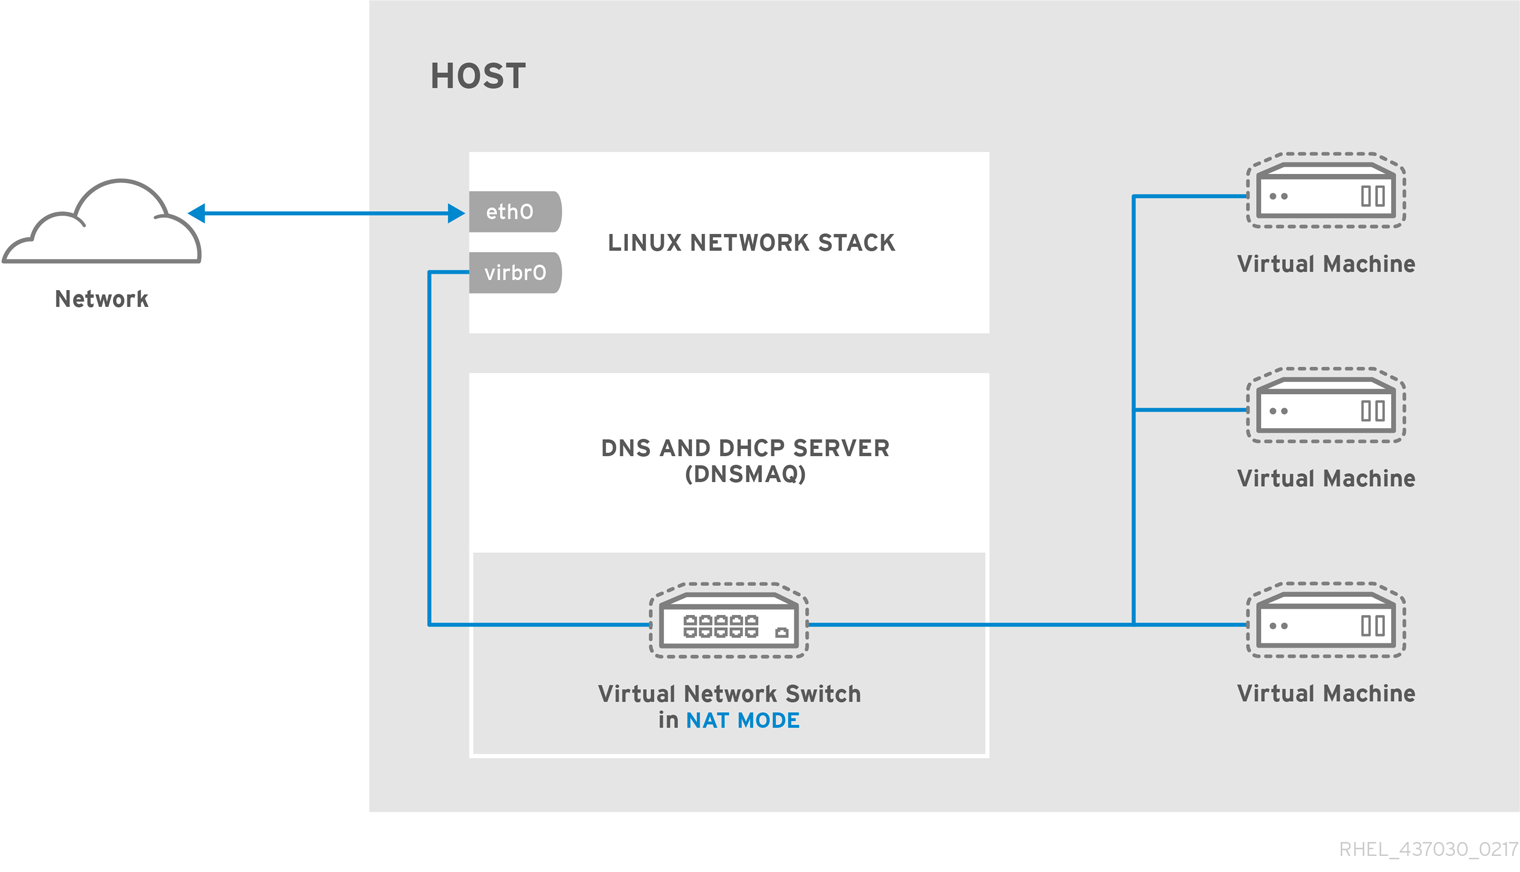 HOST
eth0
LINUX NETWORK STACK
virbr0
Network
Virtual Machine
DNS AND DHCP SERVER
(DNSMAQ)
Virtual Machine
Virtual Network Switch
in NAT MODE
Virtual Machine
RHEL_437030_0217